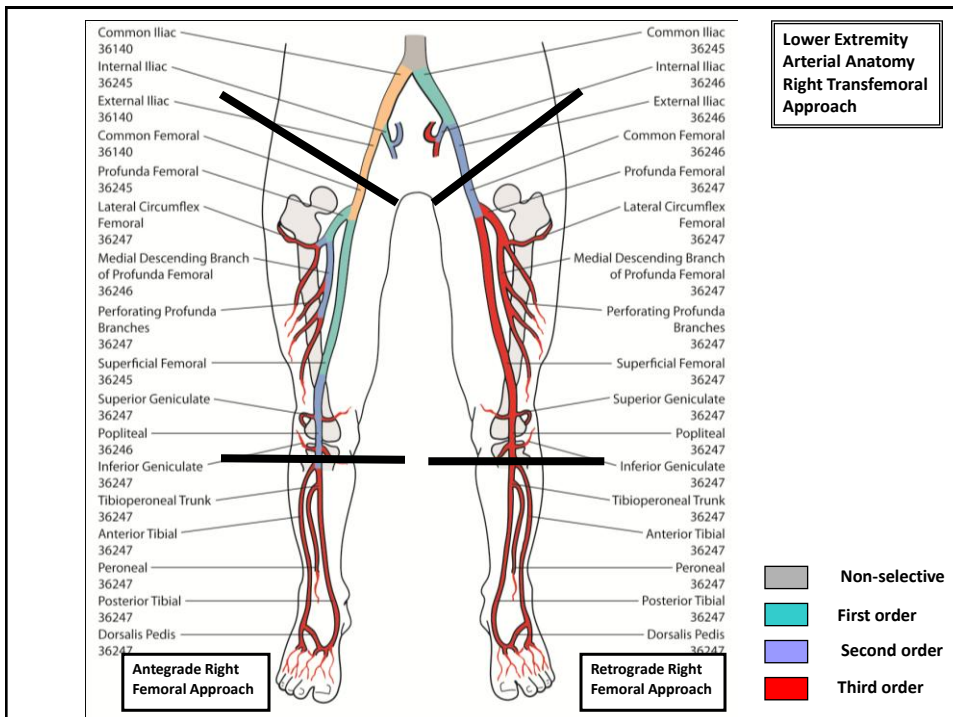 Common Iliac
36140
Internal Iliac
36245
External Iliac
36140
Common Femoral
36140
Profunda Femoral
36245
Lateral Circumflex
Femoral
36247
Medial Descending Branch
of Profunda Femoral
36246
Perforating Profunda
Branches
36247
Superficial Femoral
36245
Superior Geniculate
36247
Popliteal
36246
Inferior Geniculate
36247
Tibioperoneal Trunk
36247
Anterior Tibial
36247
Peroneal
36247
Posterior Tibial
36247
Dorsalis Pedis
36247
Antegrade Right
Femoral Approach
Common Iliac
36245
Internal Iliac
36246
External Iliac
36246
Common Femoral
36246
Profunda Femoral
36247
Lateral Circumflex
Femoral
36247
Medial Descending Branch
of Profunda Femoral
36247
Perforating Profunda
Branches
36247
Superficial Femoral
36247
Superior Geniculate
36247
Popliteal
36247
Inferior Geniculate
36247
Tibioperoneal Trunk
36247
Anterior Tibial
36247
Peroneal
36247
Posterior Tibial
36247
Dorsalis Pedis
36247
Retrograde Right
Femoral Approach
Lower Extremity
Arterial Anatomy
Right Transfemoral
Approach
Non-selective
First order
Second order
Third order